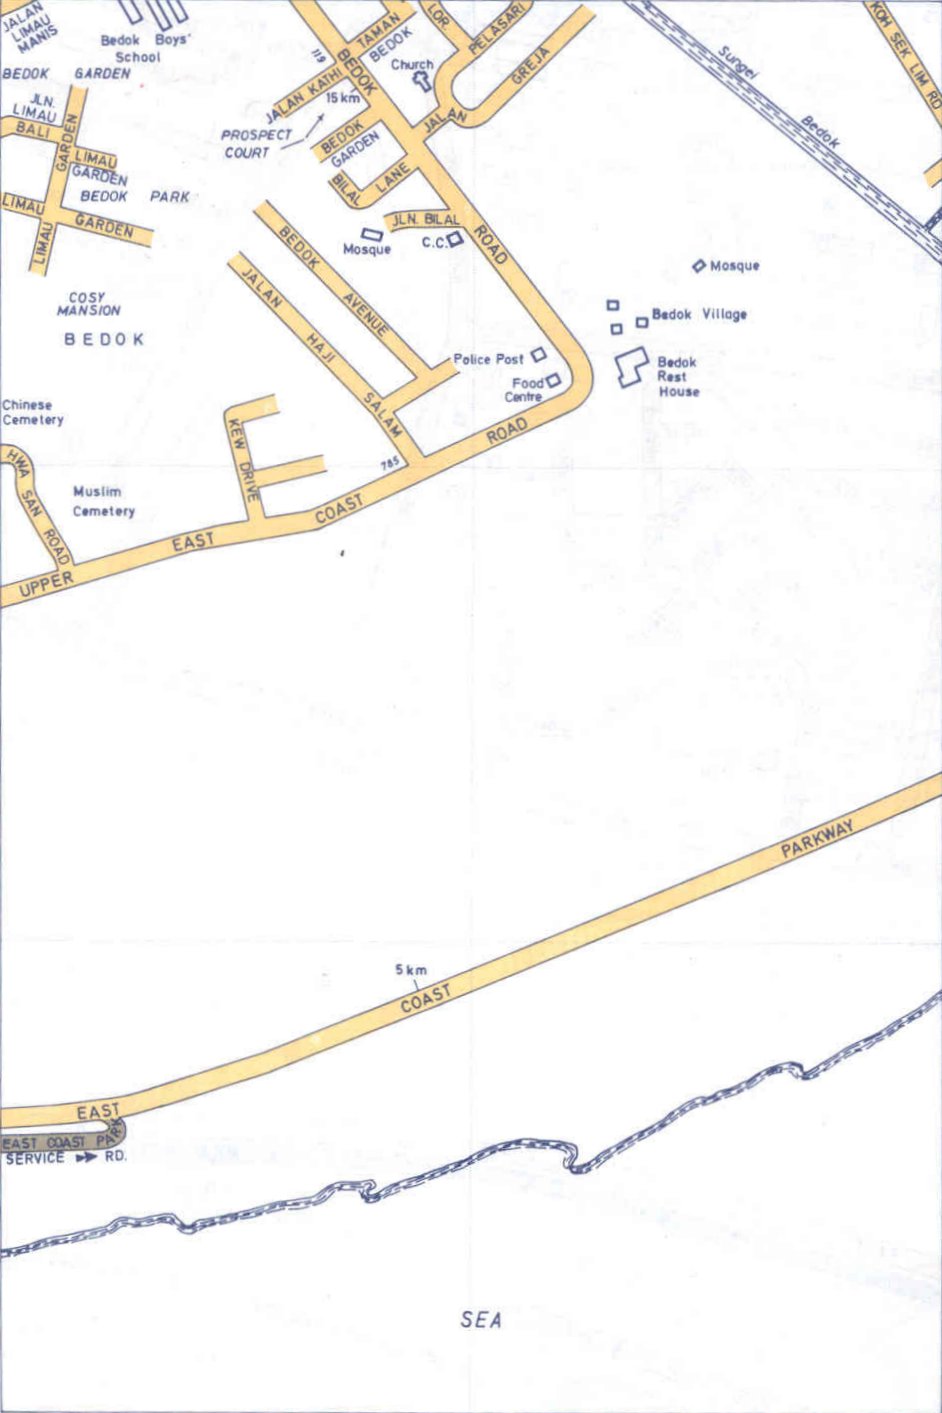 JALAN
LIMAU
MANIS
Bedok Boys'
School
BEDOK GARDEN
JLN.
LIMAU
BALI
GARDEN
LIMAU
GARDEN
BEDOK PARK
LIMAU
GARDEN
LIMAU
COSY
MANSION
BEDOK
119
BEDOK
TAMAN
BEDOK
LOR
PELASARI
GREJA
JALAN
Church
JALAN KATHI
15 km
PROSPECT
COURT
BEDOK
GARDEN
BILAL
LANE
JLN. BILAL
Mosque
C.C.
ROAD
Sungei
Bedok
KOH SEK LIM RD
Mosque
Bedok Village
Bedok
Rest
House
BEDOK
AVENUE
JALAN
HAJI
SALAM
Police Post
Food
Centre
ROAD
785
KEW DRIVE
Chinese
Cemetery
HWA SAN ROAD
Muslim
Cemetery
UPPER
EAST
COAST
PARKWAY
5 km
COAST
EAST
EAST COAST PARK
SERVICE RD.
SEA